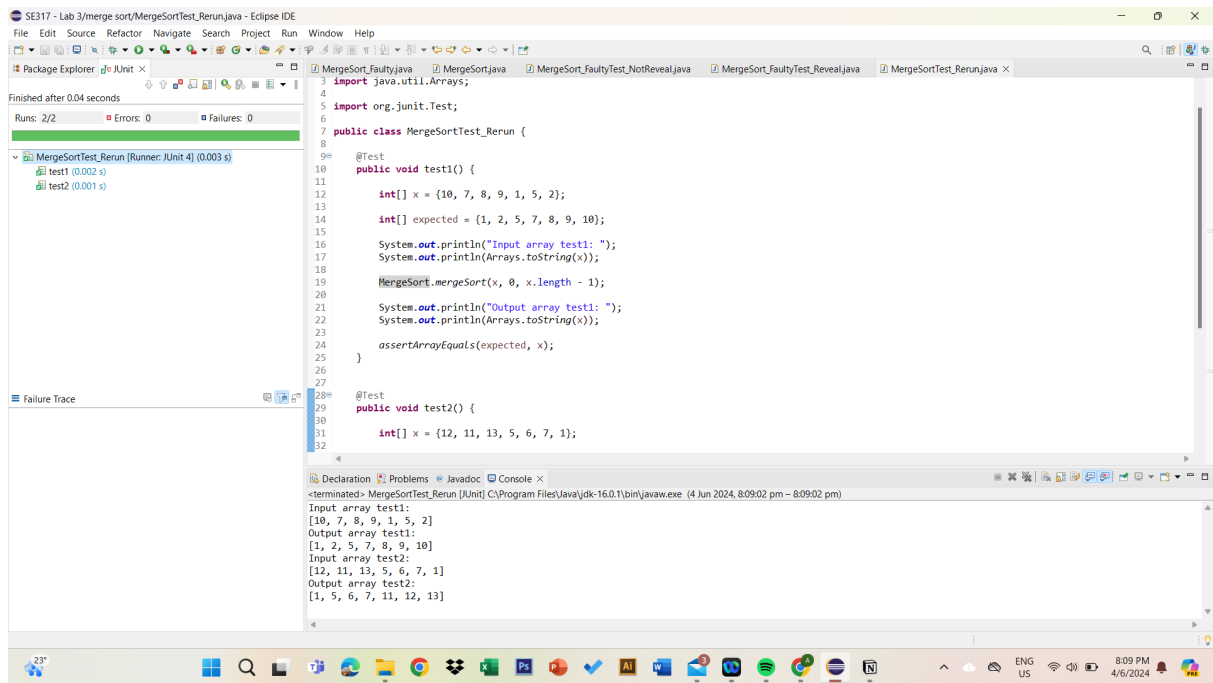 SE317 - Lab 3/merge sort/MergeSortTest_Rerun.java - Eclipse IDE
File Edit Source Refactor Navigate Search Project Run Window Help
Package Explorer JUnit
Finished after 0.04 seconds
Runs: 2/2 Errors: 0 Failures: 0
MergeSortTest_Rerun [Runner: JUnit 4] (0.003 s)
test1 (0.002 s)
test2 (0.001 s)
Failure Trace
MergeSort_Faulty.java MergeSort.java MergeSort_FaultyTest_NotReveal.java MergeSort_FaultyTest_Reveal.java MergeSortTest_Rerun.java
3 import java.util.Arrays;
4
5 import org.junit.Test;
6
7 public class MergeSortTest_Rerun {
8
9 @Test
10 public void test1() {
11
12 int[] x = {10, 7, 8, 9, 1, 5, 2};
13
14 int[] expected = {1, 2, 5, 7, 8, 9, 10};
15
16 System.out.println("Input array test1: ");
17 System.out.println(Arrays.toString(x));
18
19 MergeSort.mergeSort(x, 0, x.length - 1);
20
21 System.out.println("Output array test1: ");
22 System.out.println(Arrays.toString(x));
23
24 assertArrayEquals(expected, x);
25 }
26
27
28 @Test
29 public void test2() {
30
31 int[] x = {12, 11, 13, 5, 6, 7, 1};
32
Declaration Problems Javadoc Console
<terminated> MergeSortTest_Rerun [JUnit] C:\Program Files\Java\jdk-16.0.1\bin\javaw.exe (4 Jun 2024, 8:09:02 pm – 8:09:02 pm)
Input array test1:
[10, 7, 8, 9, 1, 5, 2]
Output array test1:
[1, 2, 5, 7, 8, 9, 10]
Input array test2:
[12, 11, 13, 5, 6, 7, 1]
Output array test2:
[1, 5, 6, 7, 11, 12, 13]
23°
Ps
Ai
3
ENG
US
8:09 PM
4/6/2024
PRE